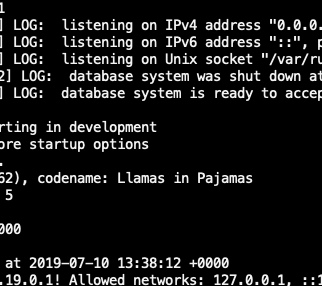 1
] LOG:  listening on IPv4 address "0.0.0.
] LOG:  listening on IPv6 address "::", p
] LOG:  listening on Unix socket "/var/ru
2] LOG:  database system was shut down at
] LOG:  database system is ready to accep
rting in development
ore startup options
.
62), codename: Llamas in Pajamas
5
000
at 2019-07-10 13:38:12 +0000
.19.0.1! Allowed networks: 127.0.0.1, ::1